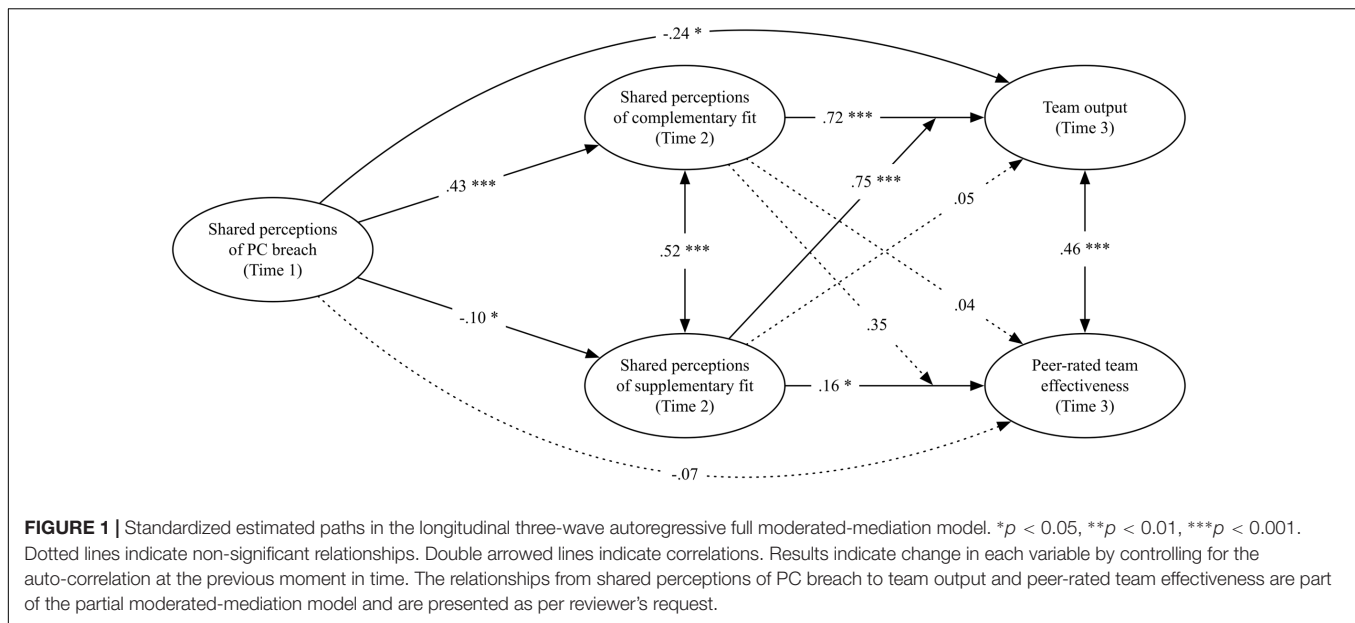 -.24 *
Shared perceptions
of complementary fit
(Time 2)
Team output
(Time 3)
.72 ***
.43 ***
.75 ***
.05
Shared perceptions
of PC breach
(Time 1)
.52 ***
.46 ***
-.10 *
.35
.04
Shared perceptions
of supplementary fit
(Time 2)
.16 *
Peer-rated team
effectiveness
(Time 3)
-.07
FIGURE 1 | Standardized estimated paths in the longitudinal three-wave autoregressive full moderated-mediation model. *p < 0.05, **p < 0.01, ***p < 0.001.
Dotted lines indicate non-significant relationships. Double arrowed lines indicate correlations. Results indicate change in each variable by controlling for the
auto-correlation at the previous moment in time. The relationships from shared perceptions of PC breach to team output and peer-rated team effectiveness are part
of the partial moderated-mediation model and are presented as per reviewer's request.